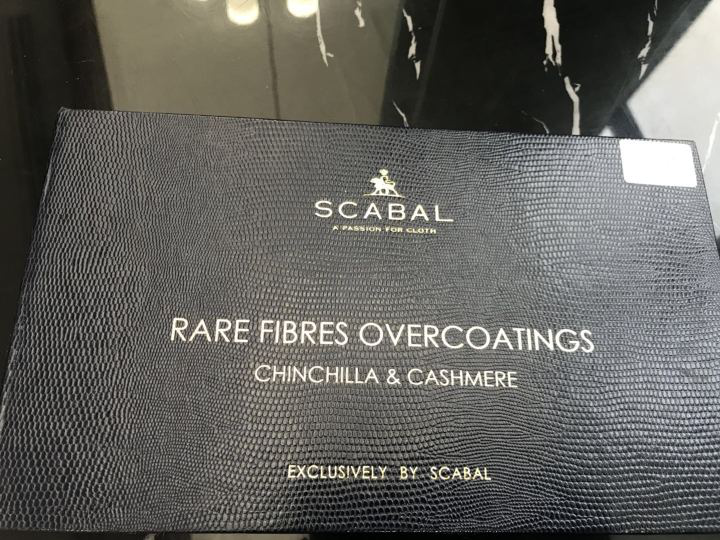 SCABAL
A PASSION FOR CLOTH
RARE FIBRES OVERCOATINGS
CHINCHILLA & CASHMERE
EXCLUSIVELY BY SCABAL